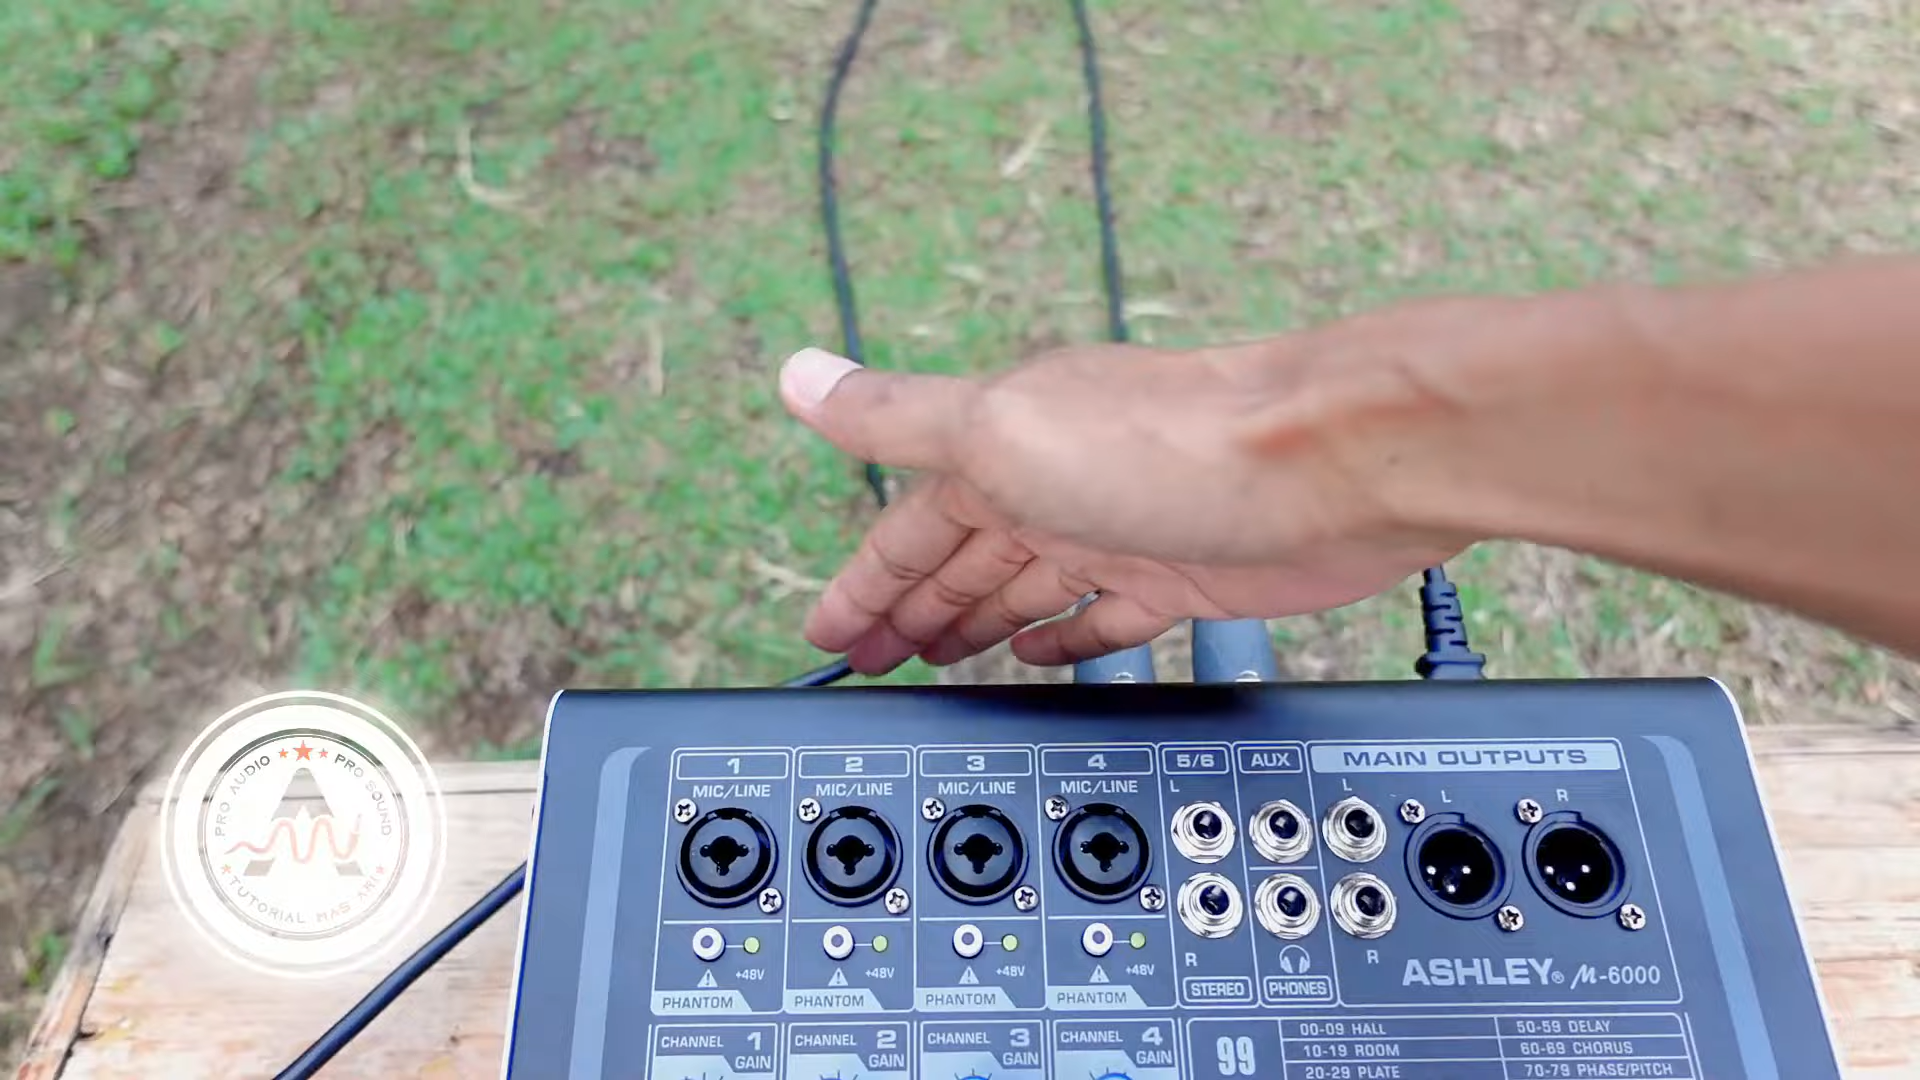 PRO AUDIO ★★★ PRO SOUND
★TUTORIAL MAS ARI★
1 2 3 4 5/6 AUX MAIN OUTPUTS
MIC/LINE MIC/LINE MIC/LINE MIC/LINE L L L R
+48V +48V +48V +48V R R
PHANTOM PHANTOM PHANTOM PHANTOM STEREO PHONES
ASHLEY® M-6000
CHANNEL 1 GAIN CHANNEL 2 GAIN CHANNEL 3 GAIN CHANNEL 4 GAIN
99
00-09 HALL 50-59 DELAY
10-19 ROOM 60-69 CHORUS
20-29 PLATE 70-79 PHASE/PITCH